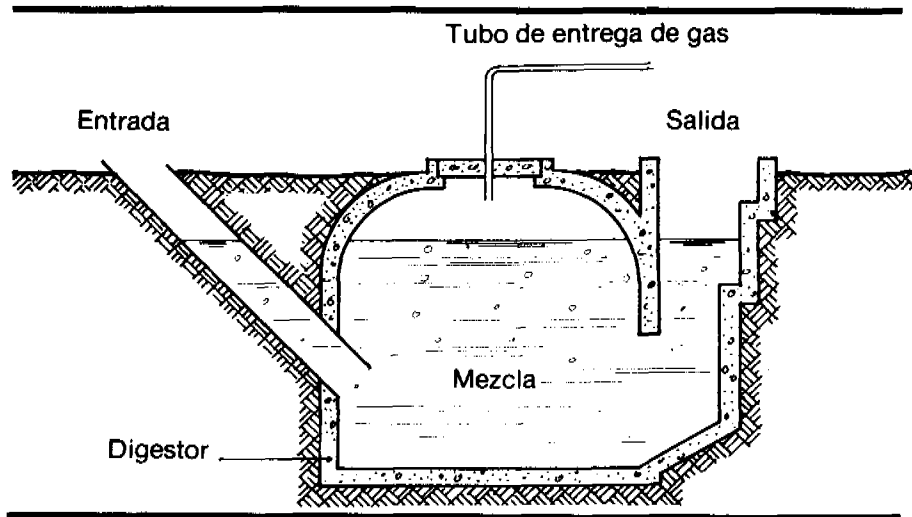 Tubo de entrega de gas
Entrada
Salida
Mezcla
Digestor